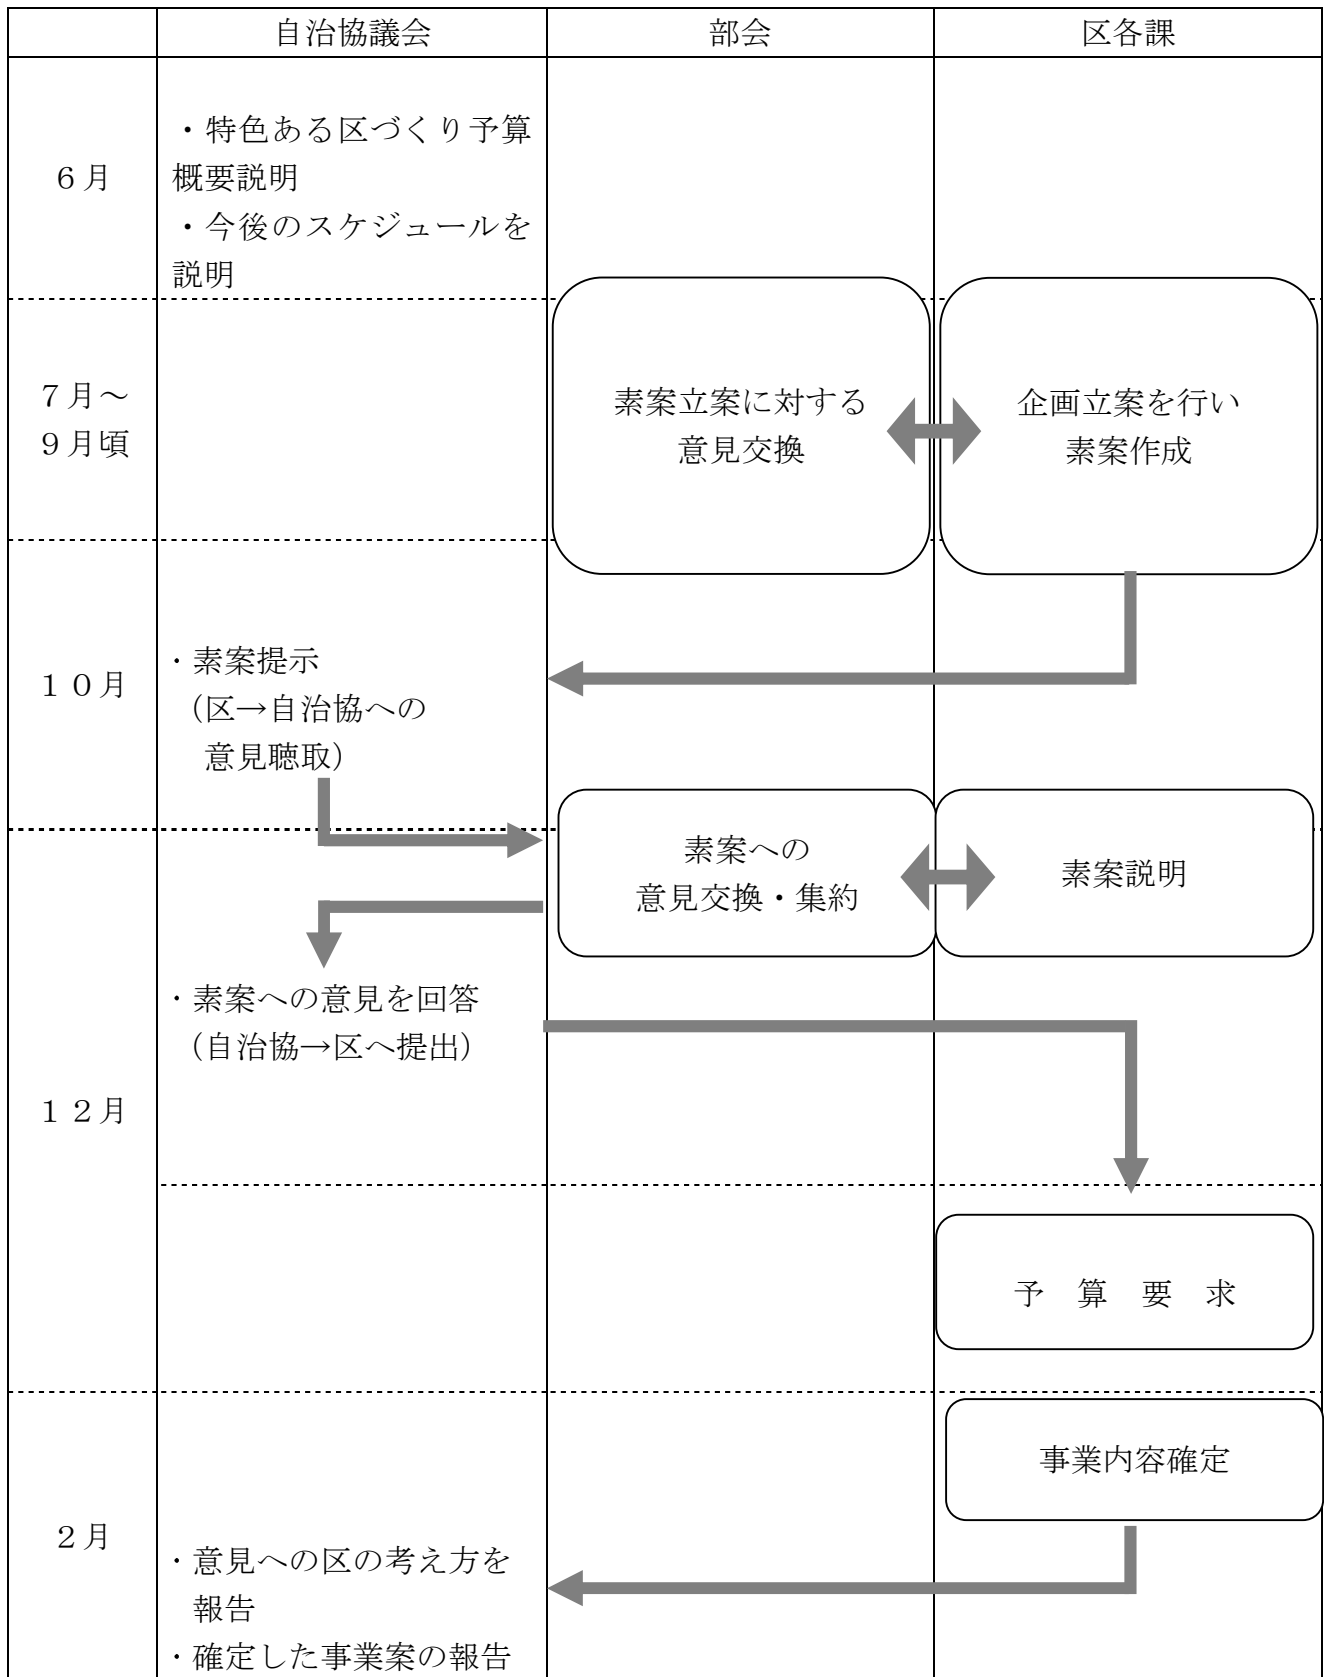 自治協議会
部会
区各課
６月
・特色ある区づくり予算
概要説明
・今後のスケジュールを
説明
７月～
９月頃
素案立案に対する
意見交換
企画立案を行い
素案作成
１０月
・素案提示
（区→自治協への
意見聴取）
素案への
意見交換・集約
素案説明
１２月
・素案への意見を回答
（自治協→区へ提出）
予　算　要　求
事業内容確定
２月
・意見への区の考え方を
報告
・確定した事業案の報告